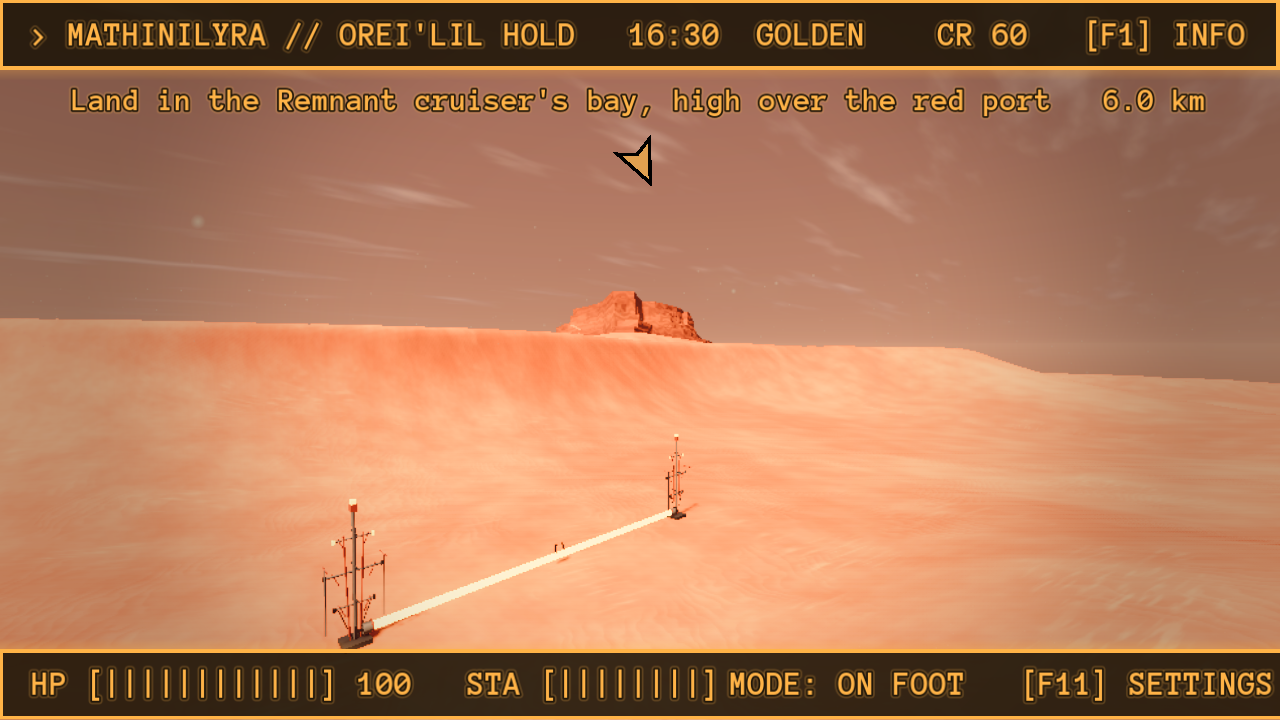 > MATHINILYRA // OREI'LIL HOLD 16:30 GOLDEN CR 60 [F1] INFO
Land in the Remnant cruiser's bay, high over the red port 6.0 km
HP [||||||||||||] 100 STA [||||||||] MODE: ON FOOT [F11] SETTINGS